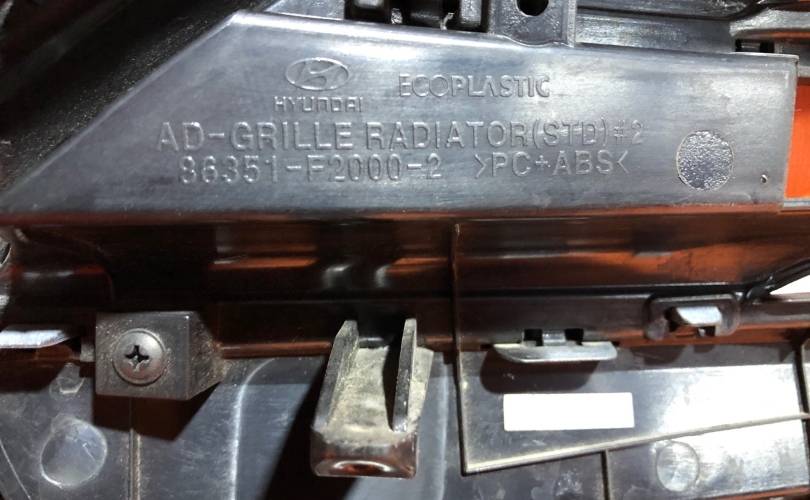 HYUNDAI ECOPLASTIC
AD-GRILLE RADIATOR(STD)#2
86351-F2000-2 >PC+ABS<